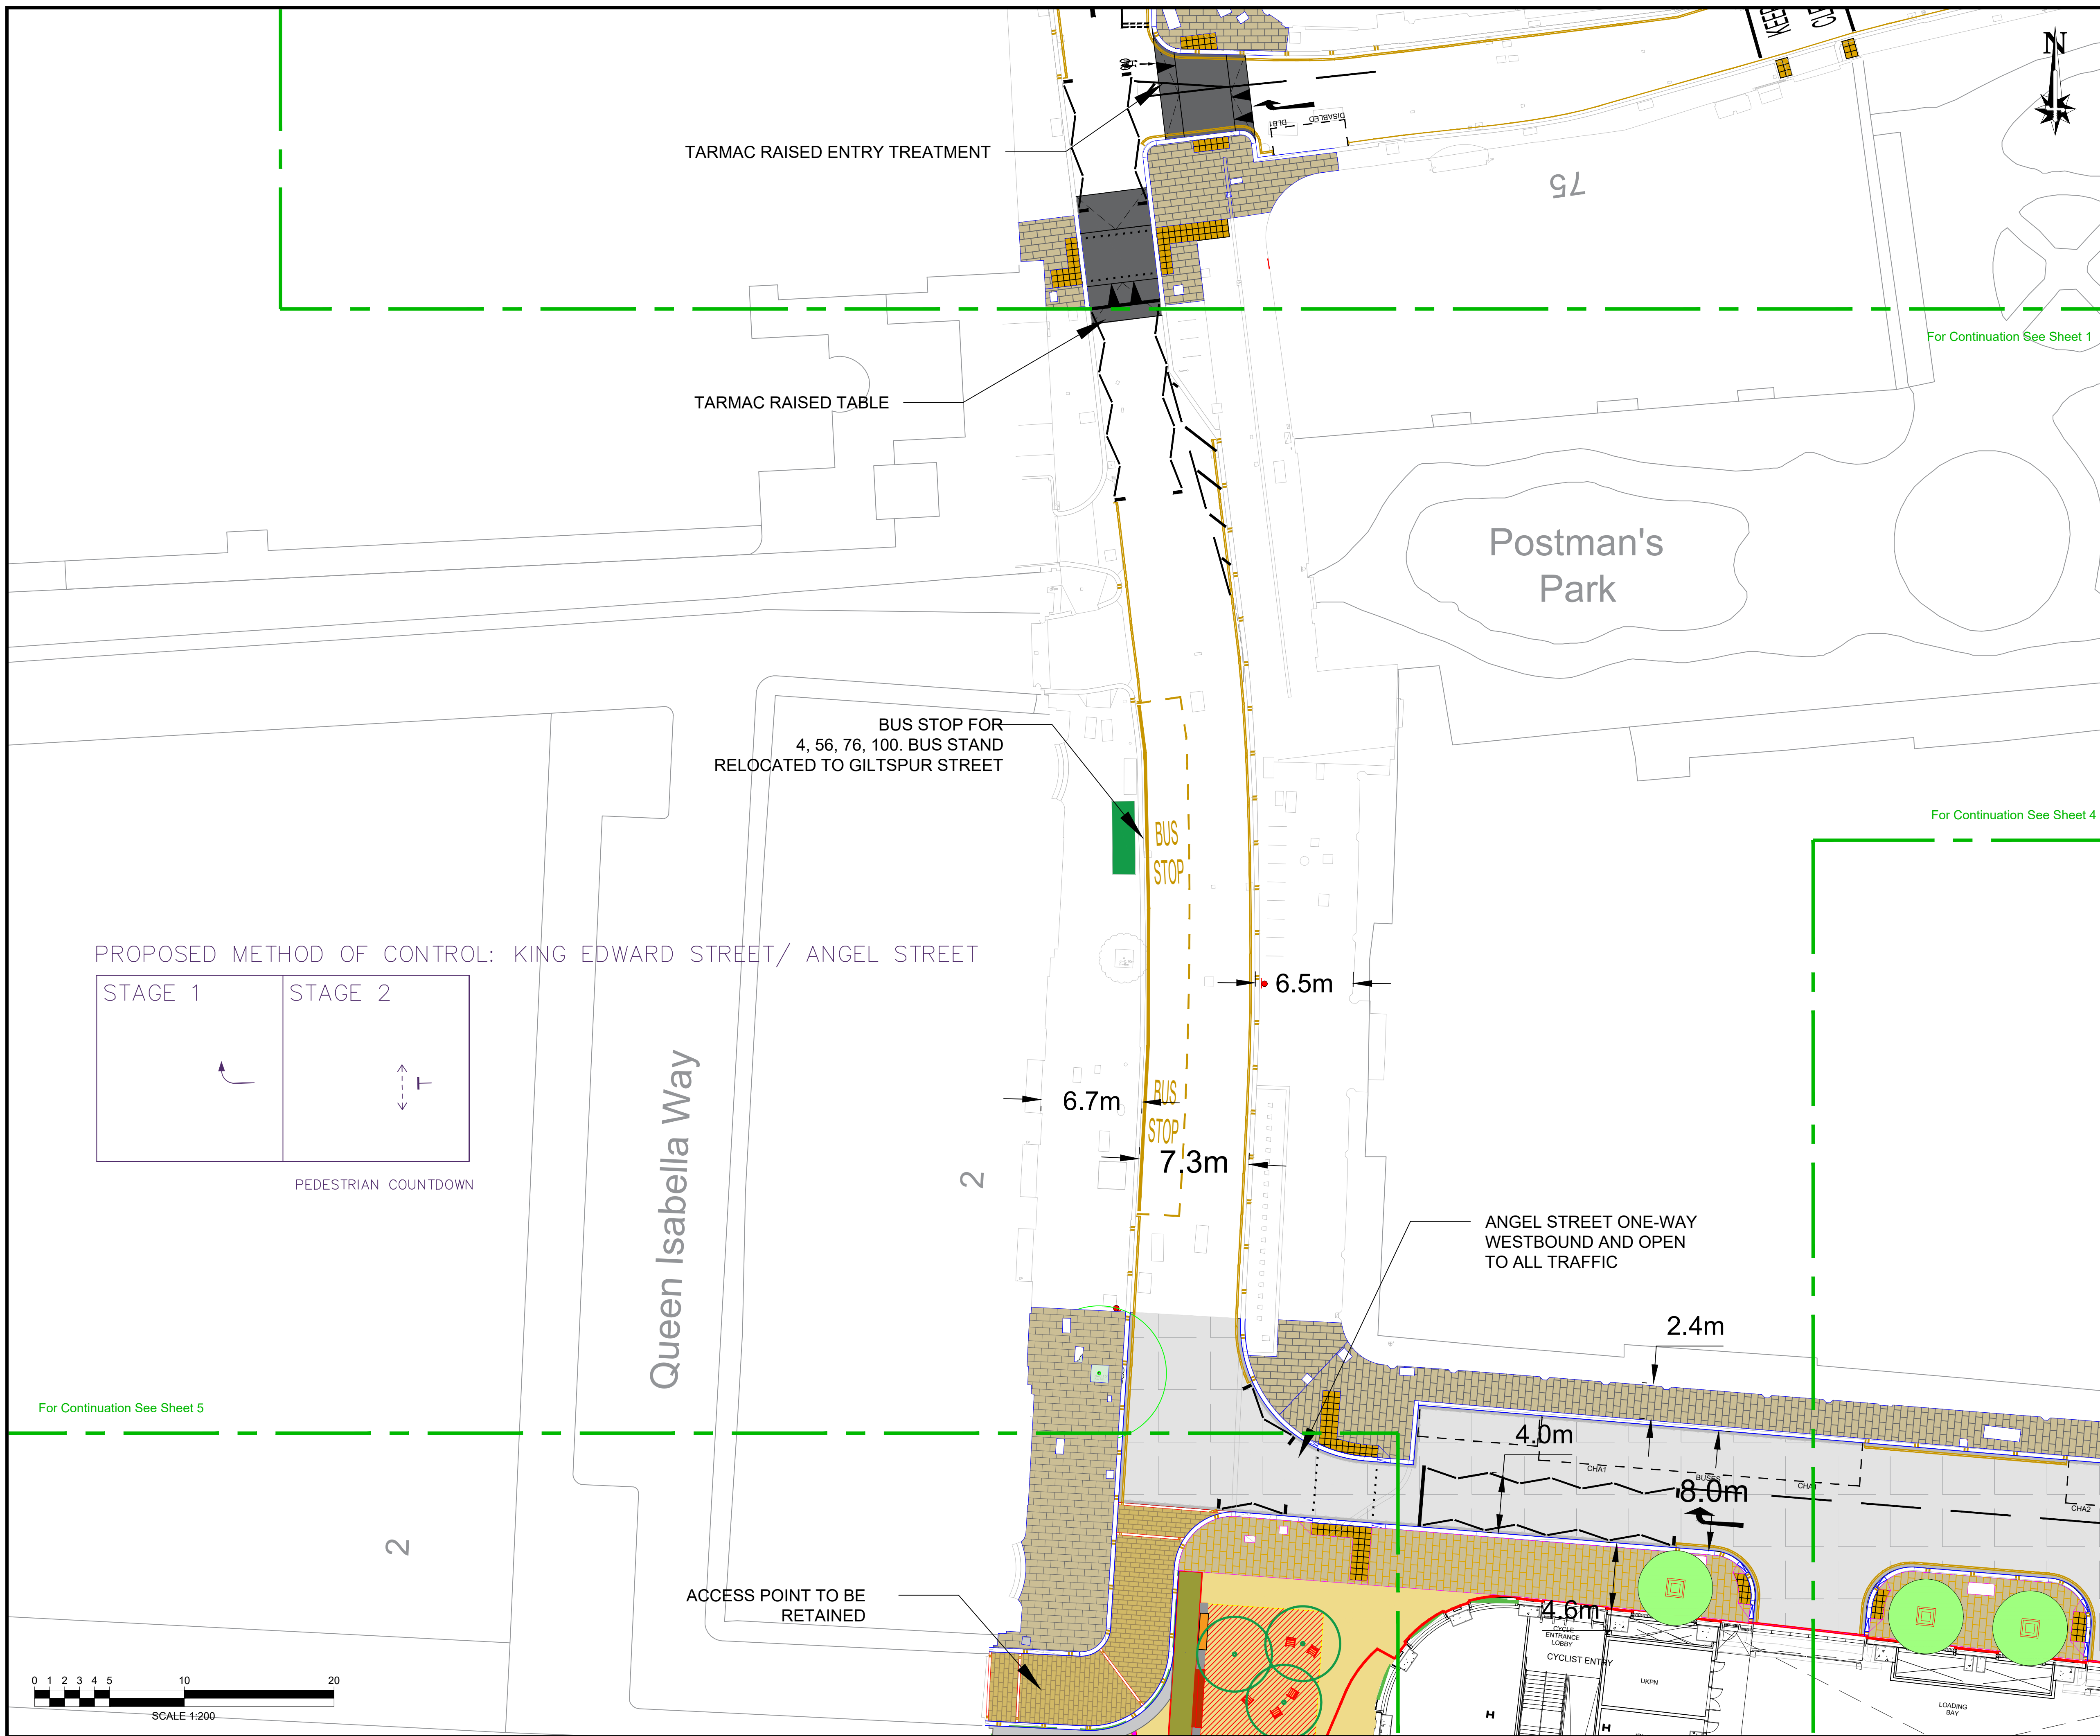 KEEP
CLE
N
TARMAC RAISED ENTRY TREATMENT
DLB1
DISABLED
75
For Continuation See Sheet 1
TARMAC RAISED TABLE
Postman's
Park
BUS STOP FOR
4, 56, 76, 100. BUS STAND
RELOCATED TO GILTSPUR STREET
For Continuation See Sheet 4
BUS
STOP
PROPOSED METHOD OF CONTROL: KING EDWARD STREET/ ANGEL STREET
STAGE 1
STAGE 2
PEDESTRIAN COUNTDOWN
6.5m
6.7m
BUS
STOP
7.3m
Queen Isabella Way
2
ANGEL STREET ONE-WAY
WESTBOUND AND OPEN
TO ALL TRAFFIC
2.4m
For Continuation See Sheet 5
4.0m
CHA1
BUSES
CHA1
8.0m
CHA2
2
ACCESS POINT TO BE
RETAINED
4.6m
CYCLE
ENTRANCE
LOBBY
CYCLIST ENTRY
UKPN
LOADING
BAY
H
H
0 1 2 3 4 5 10 20
SCALE 1:200